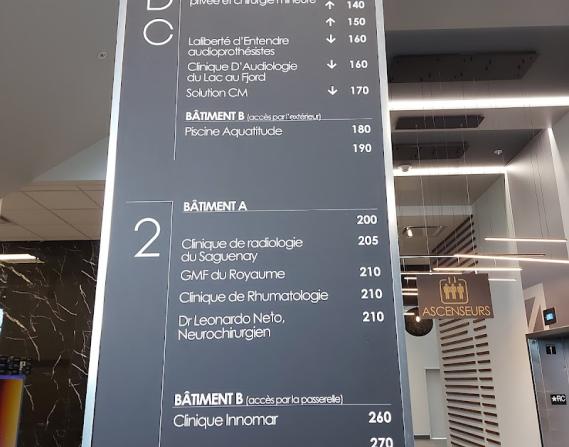 privée et chirurgie mineure ↑ 140
↑ 150
C
Laliberté d'Entendre ↓ 160
audioprothésistes
Clinique D'Audiologie ↓ 160
du Lac au Fjord
Solution CM ↓ 170
BÂTIMENT B (accès par l'extérieur)
Piscine Aquatitude 180
190
2
BÂTIMENT A
200
Clinique de radiologie 205
du Saguenay
GMF du Royaume 210
Clinique de Rhumatologie 210
Dr Leonardo Neto, 210
Neurochirurgien
BÂTIMENT B (accès par la passerelle)
Clinique Innomar 260
270
ASCENSEURS
1
★RC